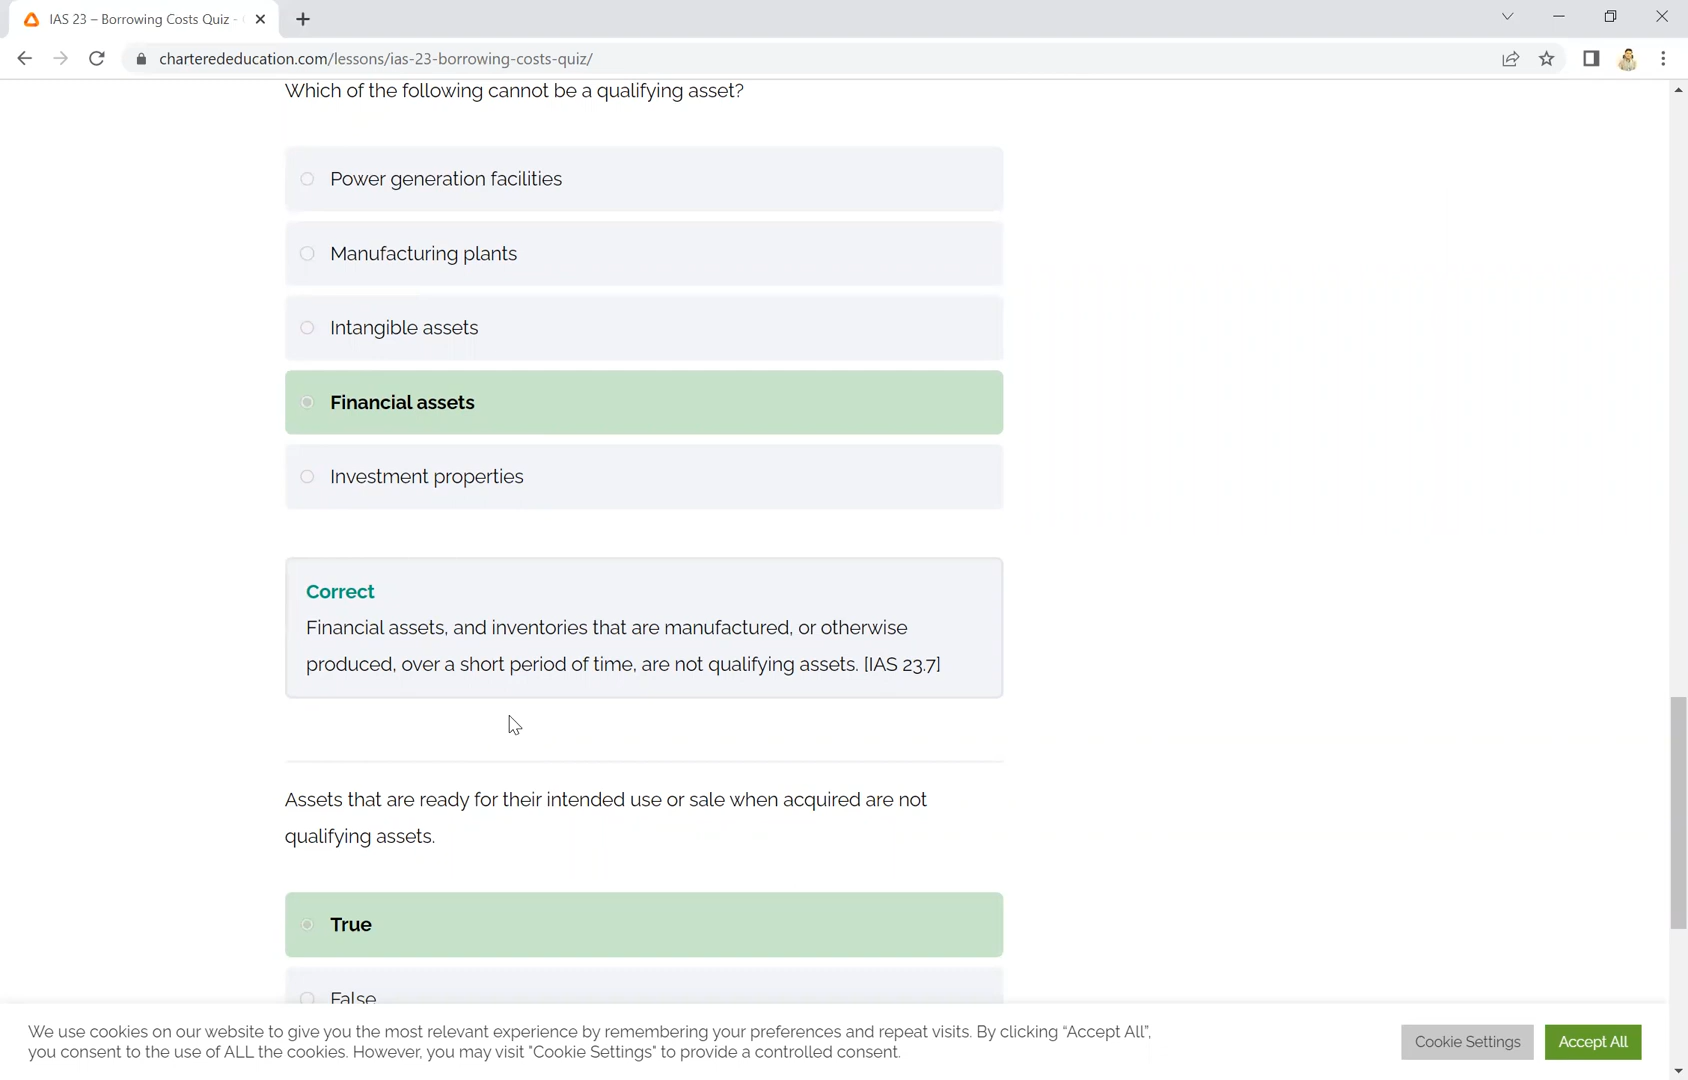 IAS 23 – Borrowing Costs Quiz -
charterededucation.com/lessons/ias-23-borrowing-costs-quiz/
Which of the following cannot be a qualifying asset?
Power generation facilities
Manufacturing plants
Intangible assets
Financial assets
Investment properties
Correct
Financial assets, and inventories that are manufactured, or otherwise
produced, over a short period of time, are not qualifying assets. [IAS 23.7]
Assets that are ready for their intended use or sale when acquired are not
qualifying assets.
True
False
We use cookies on our website to give you the most relevant experience by remembering your preferences and repeat visits. By clicking “Accept All”,
you consent to the use of ALL the cookies. However, you may visit "Cookie Settings" to provide a controlled consent.
Cookie Settings
Accept All